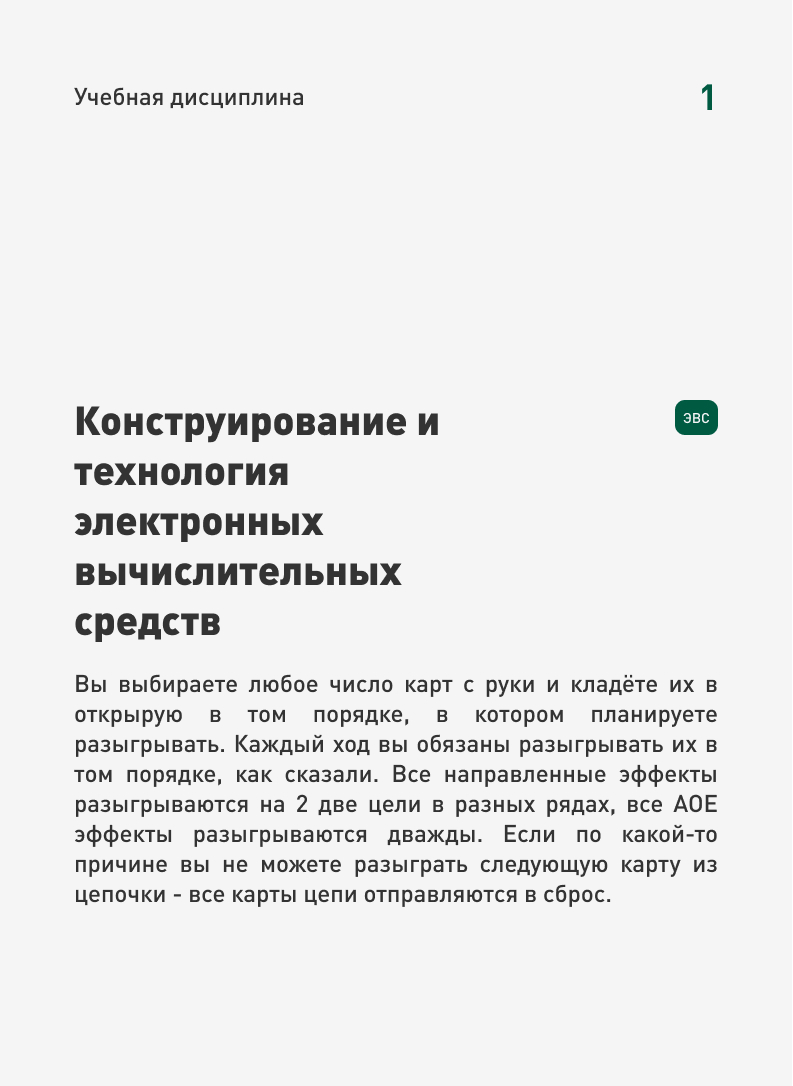 Учебная дисциплина
1
Конструирование и
технология
электронных
вычислительных
средств
ЭВС
Вы выбираете любое число карт с руки и кладёте их в
открырую в том порядке, в котором планируете
разыгрывать. Каждый ход вы обязаны разыгрывать их в
том порядке, как сказали. Все направленные эффекты
разыгрываются на 2 две цели в разных рядах, все АОЕ
эффекты разыгрываются дважды. Если по какой-то
причине вы не можете разыграть следующую карту из
цепочки - все карты цепи отправляются в сброс.